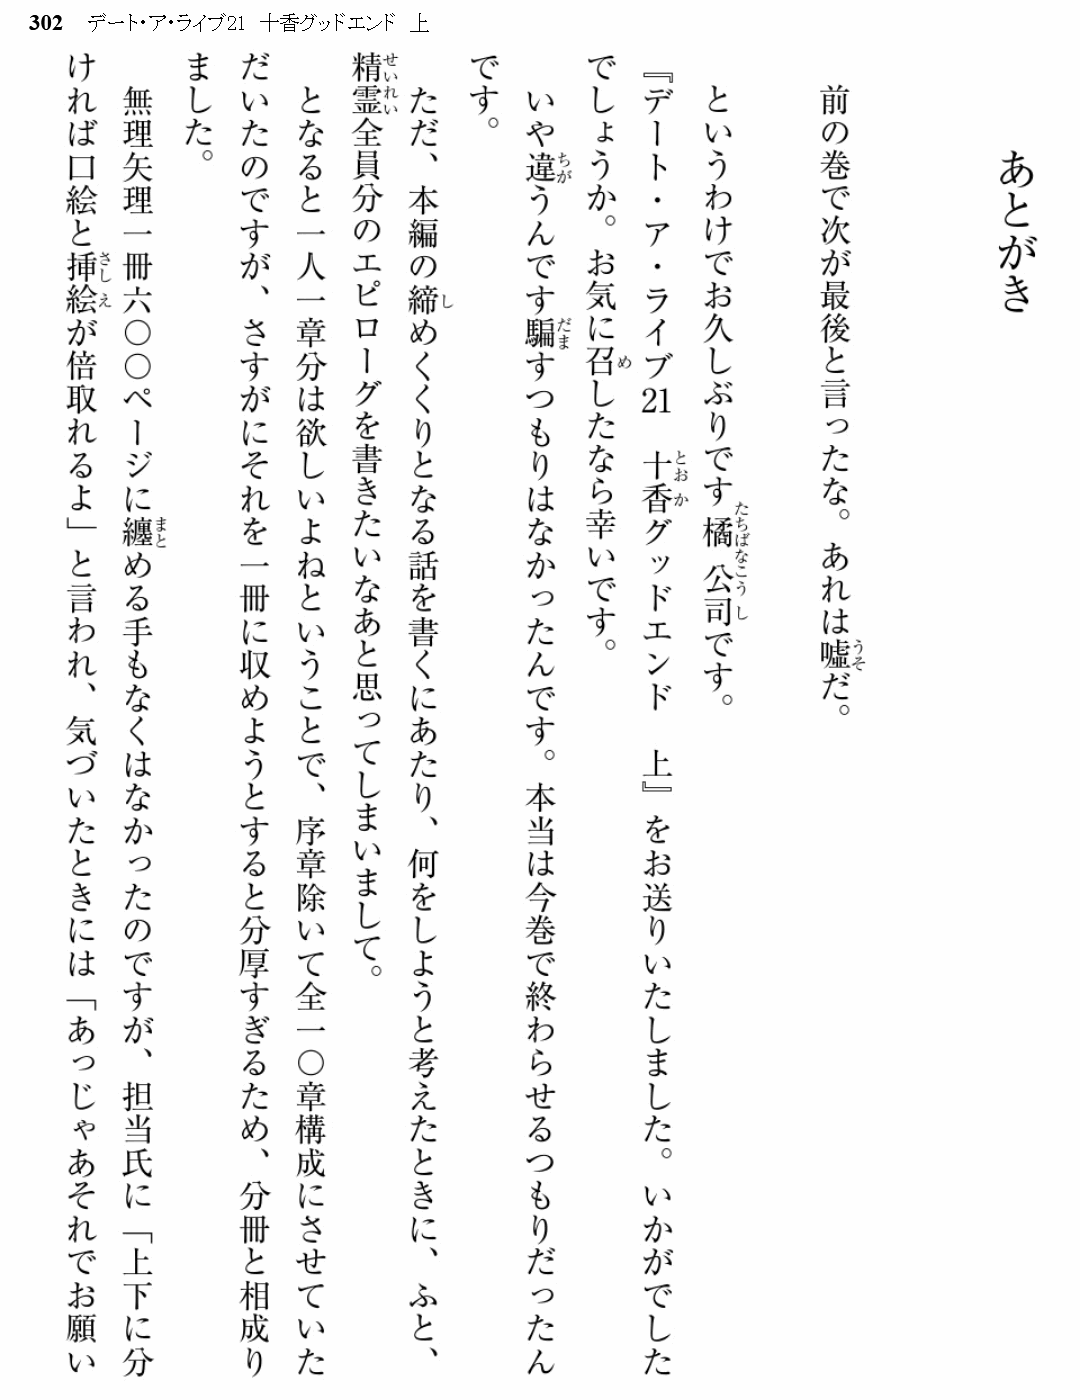 302 デート・ア・ライブ21 十香グッドエンド 上
あとがき
前の巻で次が最後と言ったな。あれは嘘だ。
というわけでお久しぶりです橘 公司です。
『デート・ア・ライブ21 十香グッドエンド 上』をお送りいたしました。いかがでした
でしょうか。お気に召したなら幸いです。
いや違うんです騙すつもりはなかったんです。本当は今巻で終わらせるつもりだったん
です。
ただ、本編の締めくくりとなる話を書くにあたり、何をしようと考えたときに、ふと、
精霊全員分のエピローグを書きたいなあと思ってしまいまして。
となると一人一章分は欲しいよねということで、序章除いて全一〇章構成にさせていた
だいたのですが、さすがにそれを一冊に収めようとすると分厚すぎるため、分冊と相成り
ました。
無理矢理一冊六〇〇ページに纏める手もなくはなかったのですが、担当氏に「上下に分
ければ口絵と挿絵が倍取れるよ」と言われ、気づいたときには「あっじゃあそれでお願い